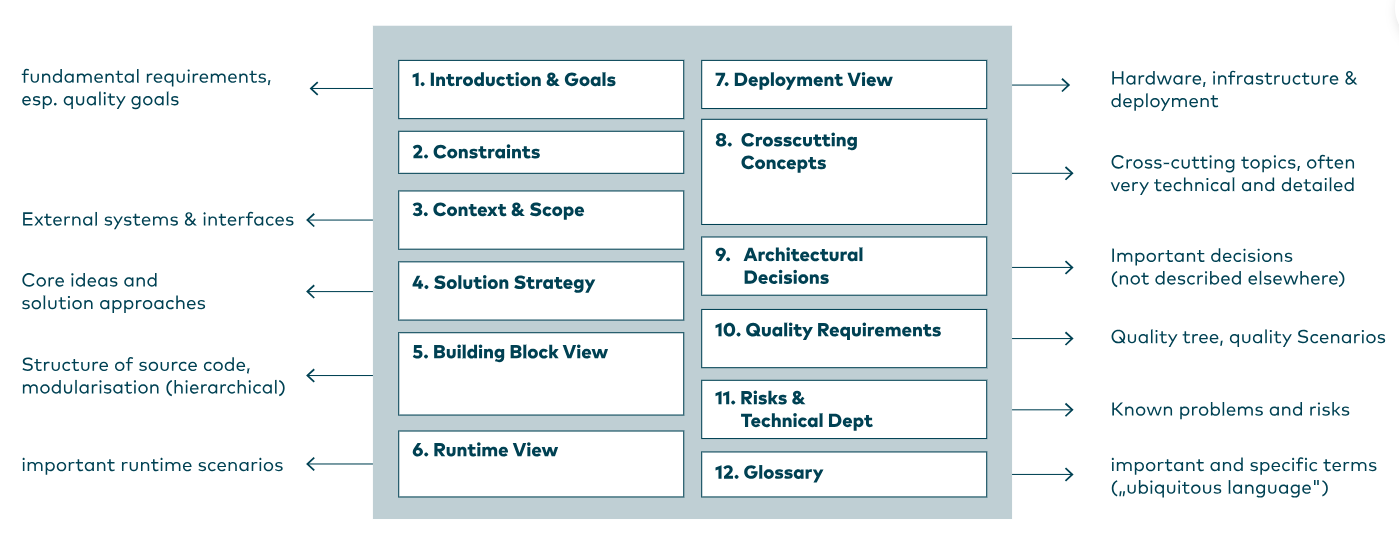 fundamental requirements,
esp. quality goals
External systems & interfaces
Core ideas and
solution approaches
Structure of source code,
modularisation (hierarchical)
important runtime scenarios
1. Introduction & Goals
2. Constraints
3. Context & Scope
4. Solution Strategy
5. Building Block View
6. Runtime View
7. Deployment View
8. Crosscutting
Concepts
9. Architectural
Decisions
10. Quality Requirements
11. Risks &
Technical Dept
12. Glossary
Hardware, infrastructure &
deployment
Cross-cutting topics, often
very technical and detailed
Important decisions
(not described elsewhere)
Quality tree, quality Scenarios
Known problems and risks
important and specific terms
(„ubiquitous language")